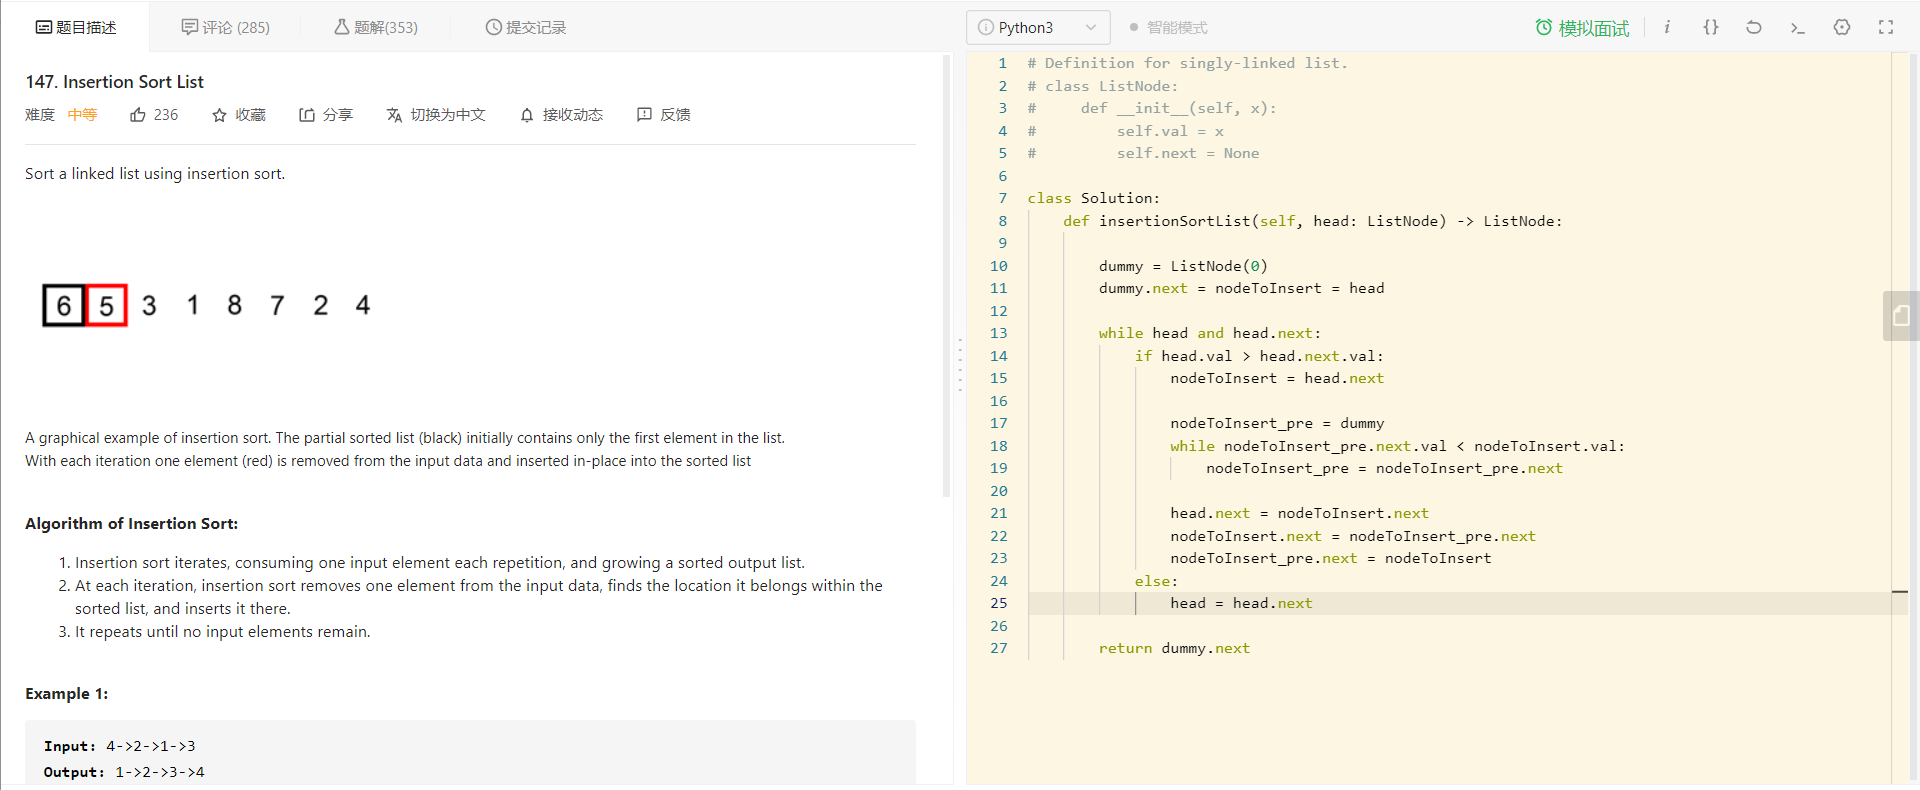 题目描述
评论 (285)
题解(353)
提交记录
147. Insertion Sort List
难度 中等 236 收藏 分享 切换为中文 接收动态 反馈
Sort a linked list using insertion sort.
6 5 3 1 8 7 2 4
A graphical example of insertion sort. The partial sorted list (black) initially contains only the first element in the list.
With each iteration one element (red) is removed from the input data and inserted in-place into the sorted list
Algorithm of Insertion Sort:
1. Insertion sort iterates, consuming one input element each repetition, and growing a sorted output list.
2. At each iteration, insertion sort removes one element from the input data, finds the location it belongs within the
sorted list, and inserts it there.
3. It repeats until no input elements remain.
Example 1:
Input: 4->2->1->3
Output: 1->2->3->4
Python3
智能模式
模拟面试
1 # Definition for singly-linked list.
2 # class ListNode:
3 #     def __init__(self, x):
4 #         self.val = x
5 #         self.next = None
6
7 class Solution:
8     def insertionSortList(self, head: ListNode) -> ListNode:
9
10         dummy = ListNode(0)
11         dummy.next = nodeToInsert = head
12
13         while head and head.next:
14             if head.val > head.next.val:
15                 nodeToInsert = head.next
16
17                 nodeToInsert_pre = dummy
18                 while nodeToInsert_pre.next.val < nodeToInsert.val:
19                     nodeToInsert_pre = nodeToInsert_pre.next
20
21                 head.next = nodeToInsert.next
22                 nodeToInsert.next = nodeToInsert_pre.next
23                 nodeToInsert_pre.next = nodeToInsert
24             else:
25                 head = head.next
26
27         return dummy.next